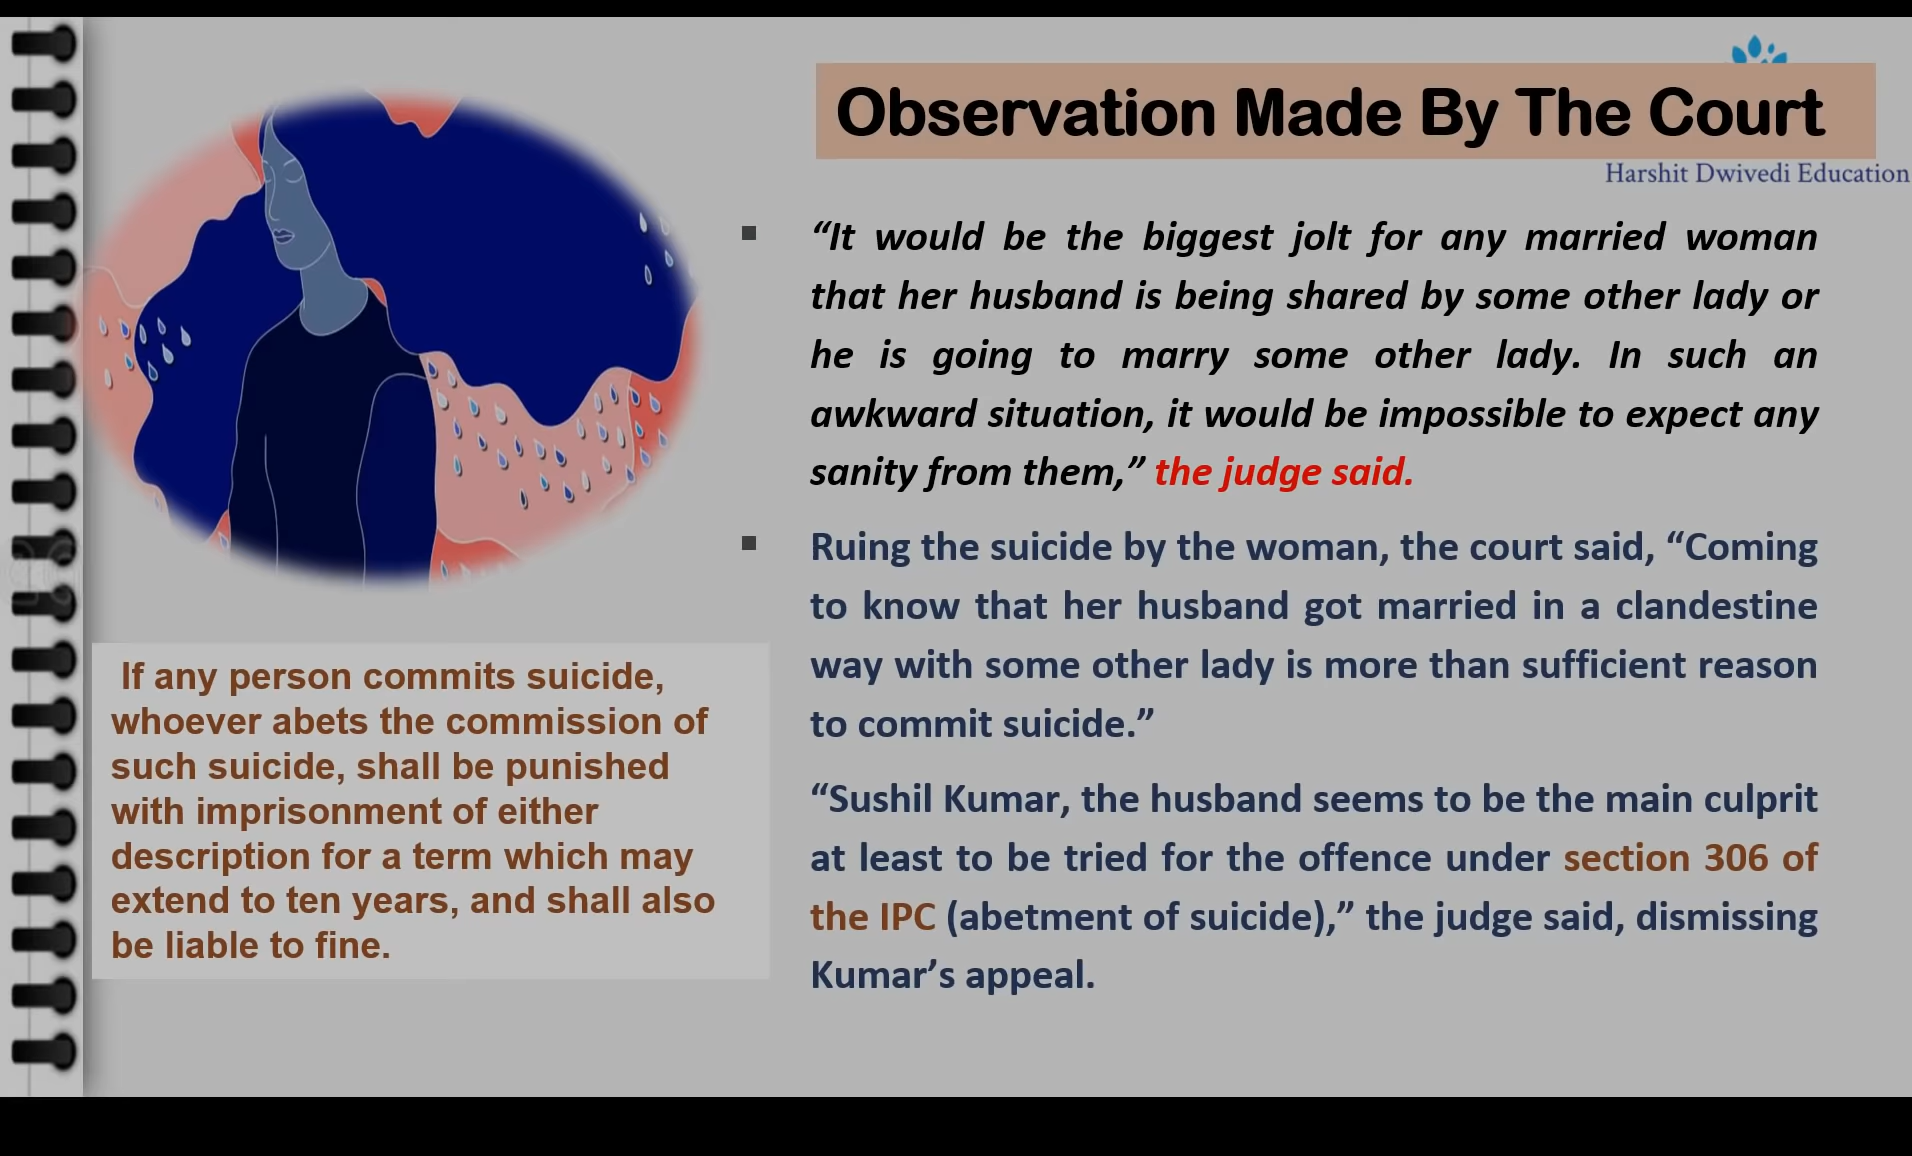 Observation Made By The Court
Harshit Dwivedi Education
“It would be the biggest jolt for any married woman
that her husband is being shared by some other lady or
he is going to marry some other lady. In such an
awkward situation, it would be impossible to expect any
sanity from them,” the judge said.
Ruing the suicide by the woman, the court said, “Coming
to know that her husband got married in a clandestine
way with some other lady is more than sufficient reason
to commit suicide.”
“Sushil Kumar, the husband seems to be the main culprit
at least to be tried for the offence under section 306 of
the IPC (abetment of suicide),” the judge said, dismissing
Kumar’s appeal.
If any person commits suicide,
whoever abets the commission of
such suicide, shall be punished
with imprisonment of either
description for a term which may
extend to ten years, and shall also
be liable to fine.